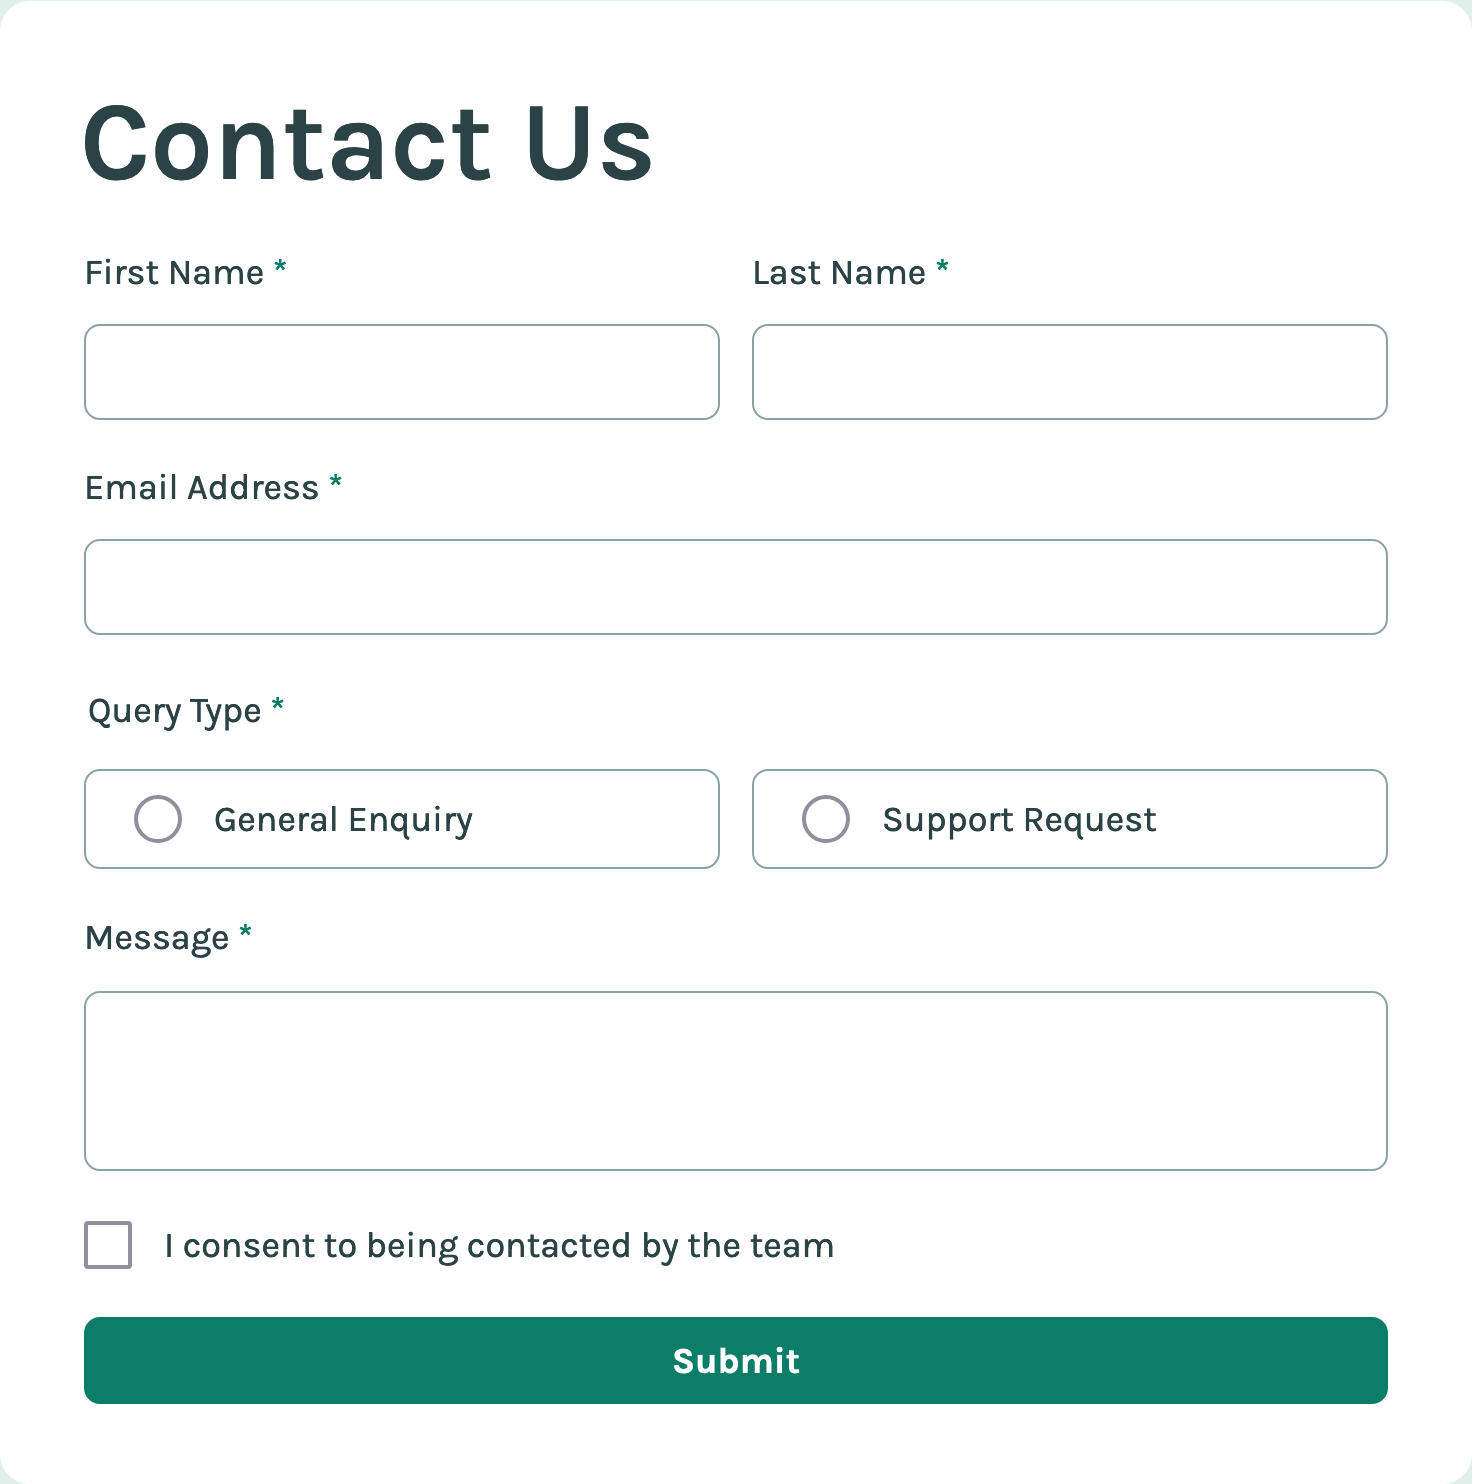 Contact Us
First Name *
Last Name *
Email Address *
Query Type *
General Enquiry
Support Request
Message *
I consent to being contacted by the team
Submit